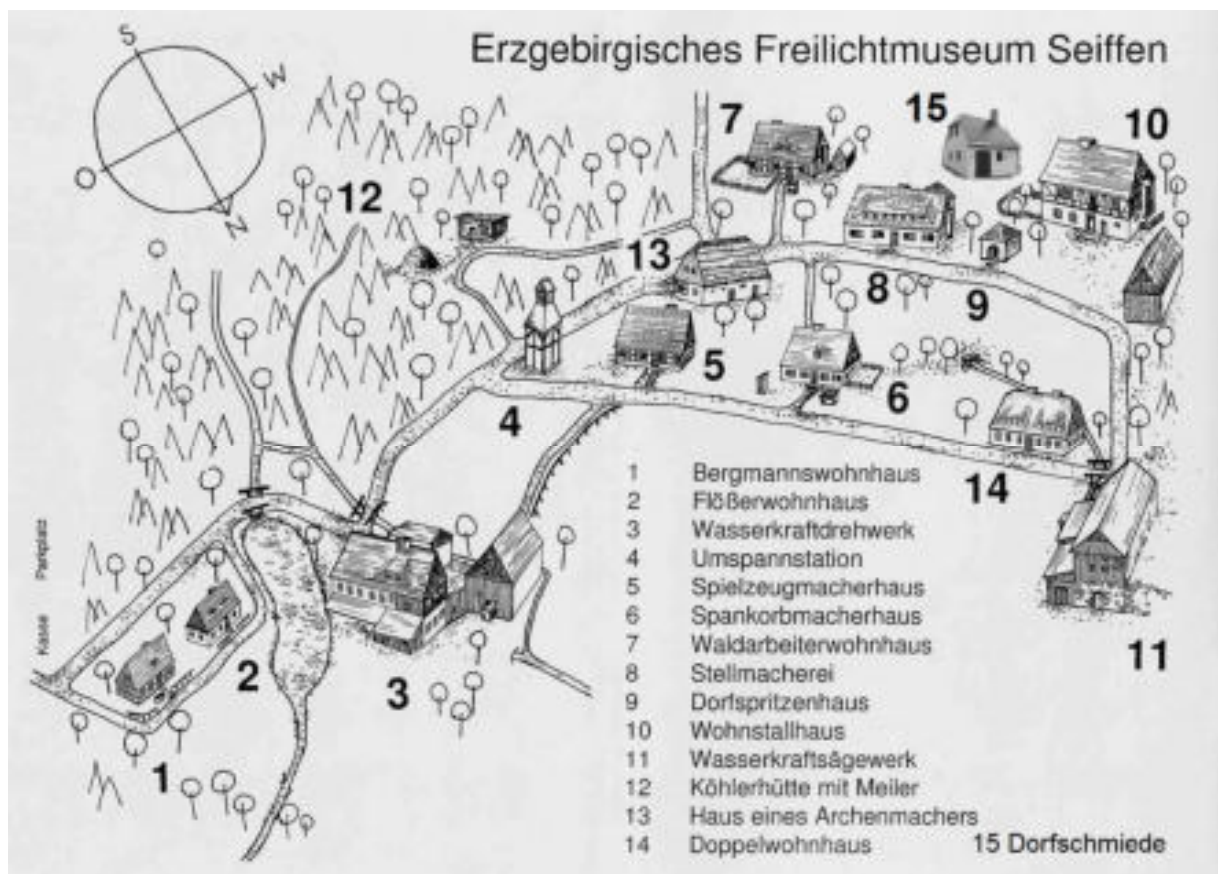 Erzgebirgisches Freilichtmuseum Seiffen
S
W
O
N
7
15
10
12
13
8
9
5
6
4
14
11
2
3
1
Kasse Parkplatz
1 Bergmannswohnhaus
2 Flößerwohnhaus
3 Wasserkraftdrehwerk
4 Umspannstation
5 Spielzeugmacherhaus
6 Spankorbmacherhaus
7 Waldarbeiterwohnhaus
8 Stellmacherei
9 Dorfspritzenhaus
10 Wohnstallhaus
11 Wasserkraftsägewerk
12 Köhlerhütte mit Meiler
13 Haus eines Archenmachers
14 Doppelwohnhaus
15 Dorfschmiede